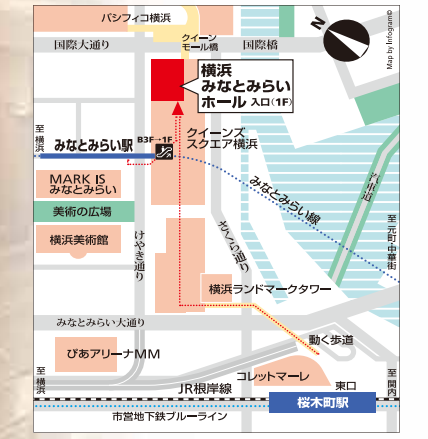 パシフィコ横浜
国際大通り
クイーン
モール橋
国際橋
N
Map by Infogram©
横浜
みなとみらい
ホール 入口(1F)
至横浜
みなとみらい駅
B3F→1F
クイーンズ
スクエア横浜
MARK IS
みなとみらい
みなとみらい線
汽車道
美術の広場
けやき通り
さくら通り
至元町中華街
横浜美術館
横浜ランドマークタワー
みなとみらい大通り
動く歩道
ぴあアリーナMM
至横浜
コレットマーレ
JR根岸線
東口
至関内
桜木町駅
市営地下鉄ブルーライン